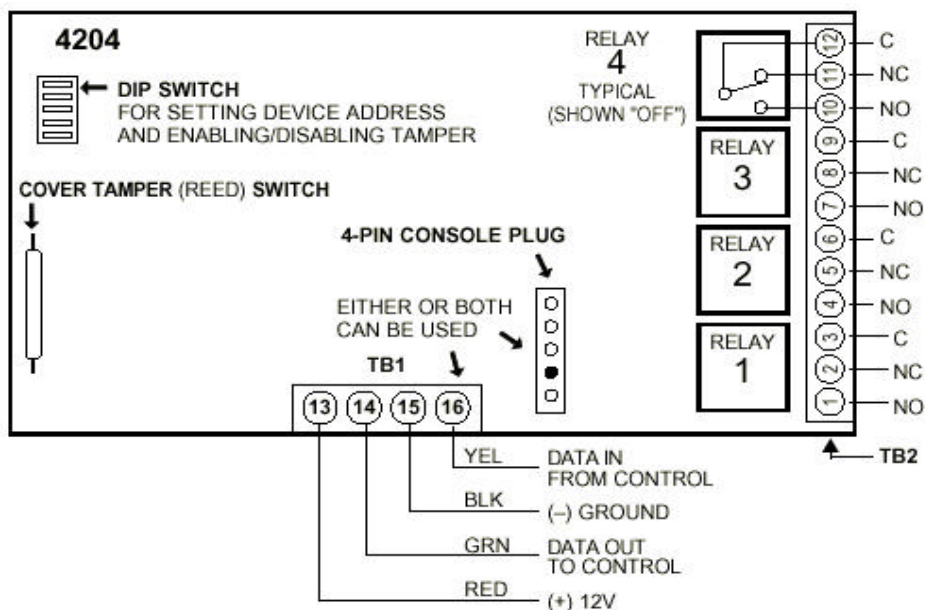 4204
DIP SWITCH
FOR SETTING DEVICE ADDRESS
AND ENABLING/DISABLING TAMPER
COVER TAMPER (REED) SWITCH
4-PIN CONSOLE PLUG
EITHER OR BOTH
CAN BE USED
TB1
13 14 15 16
RELAY
4
TYPICAL
(SHOWN "OFF")
RELAY
3
RELAY
2
RELAY
1
12 C
11 NC
10 NO
9 C
8 NC
7 NO
6 C
5 NC
4 NO
3 C
2 NC
1 NO
TB2
YEL DATA IN
FROM CONTROL
BLK (–) GROUND
GRN DATA OUT
TO CONTROL
RED (+) 12V